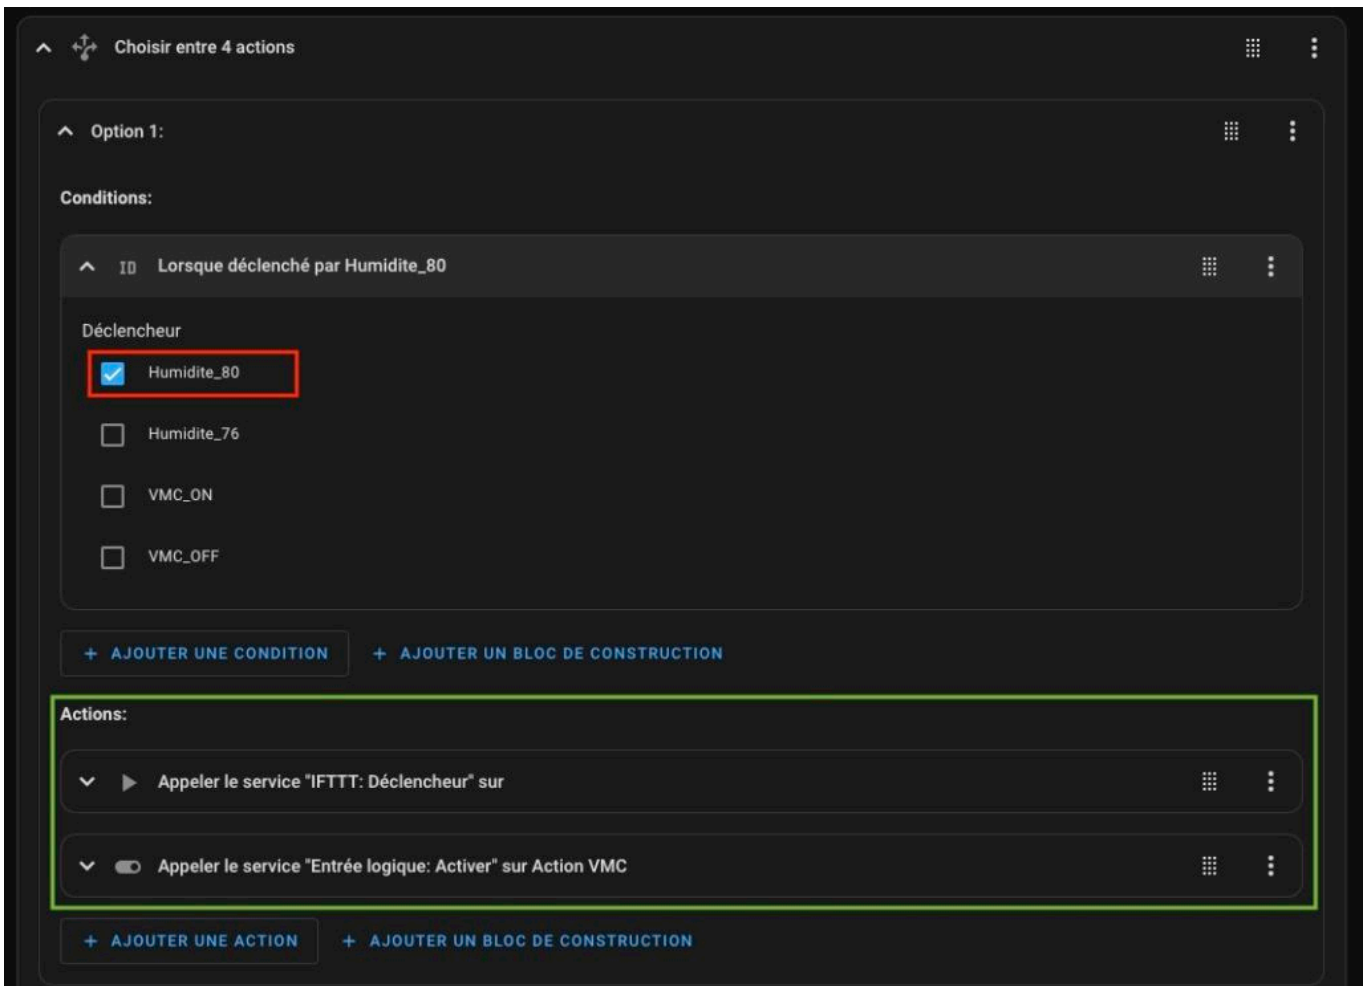 Choisir entre 4 actions
Option 1:
Conditions:
ID Lorsque déclenché par Humidite_80
Déclencheur
Humidite_80
Humidite_76
VMC_ON
VMC_OFF
+ AJOUTER UNE CONDITION + AJOUTER UN BLOC DE CONSTRUCTION
Actions:
Appeler le service "IFTTT: Déclencheur" sur
Appeler le service "Entrée logique: Activer" sur Action VMC
+ AJOUTER UNE ACTION + AJOUTER UN BLOC DE CONSTRUCTION